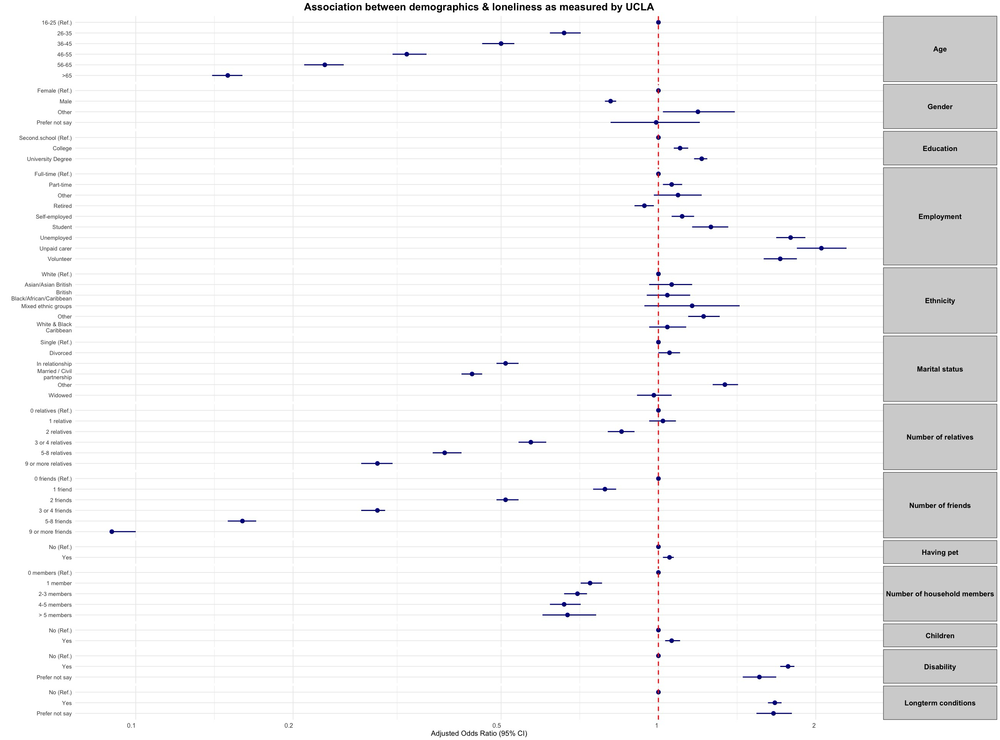 Association between demographics & loneliness as measured by UCLA
16-25 (Ref.)
26-35
36-45
46-55
56-65
>65
Age
Female (Ref.)
Male
Other
Prefer not say
Gender
Second.school (Ref.)
College
University Degree
Education
Full-time (Ref.)
Part-time
Other
Retired
Self-employed
Student
Unemployed
Unpaid carer
Volunteer
Employment
White (Ref.)
Asian/Asian British
British
Black/African/Caribbean
Mixed ethnic groups
Other
White & Black
Caribbean
Ethnicity
Single (Ref.)
Divorced
In relationship
Married / Civil
partnership
Other
Widowed
Marital status
0 relatives (Ref.)
1 relative
2 relatives
3 or 4 relatives
5-8 relatives
9 or more relatives
Number of relatives
0 friends (Ref.)
1 friend
2 friends
3 or 4 friends
5-8 friends
9 or more friends
Number of friends
No (Ref.)
Yes
Having pet
0 members (Ref.)
1 member
2-3 members
4-5 members
> 5 members
Number of household members
No (Ref.)
Yes
Children
No (Ref.)
Yes
Prefer not say
Disability
No (Ref.)
Yes
Prefer not say
Longterm conditions
0.1 0.2 0.5 1 2
Adjusted Odds Ratio (95% CI)